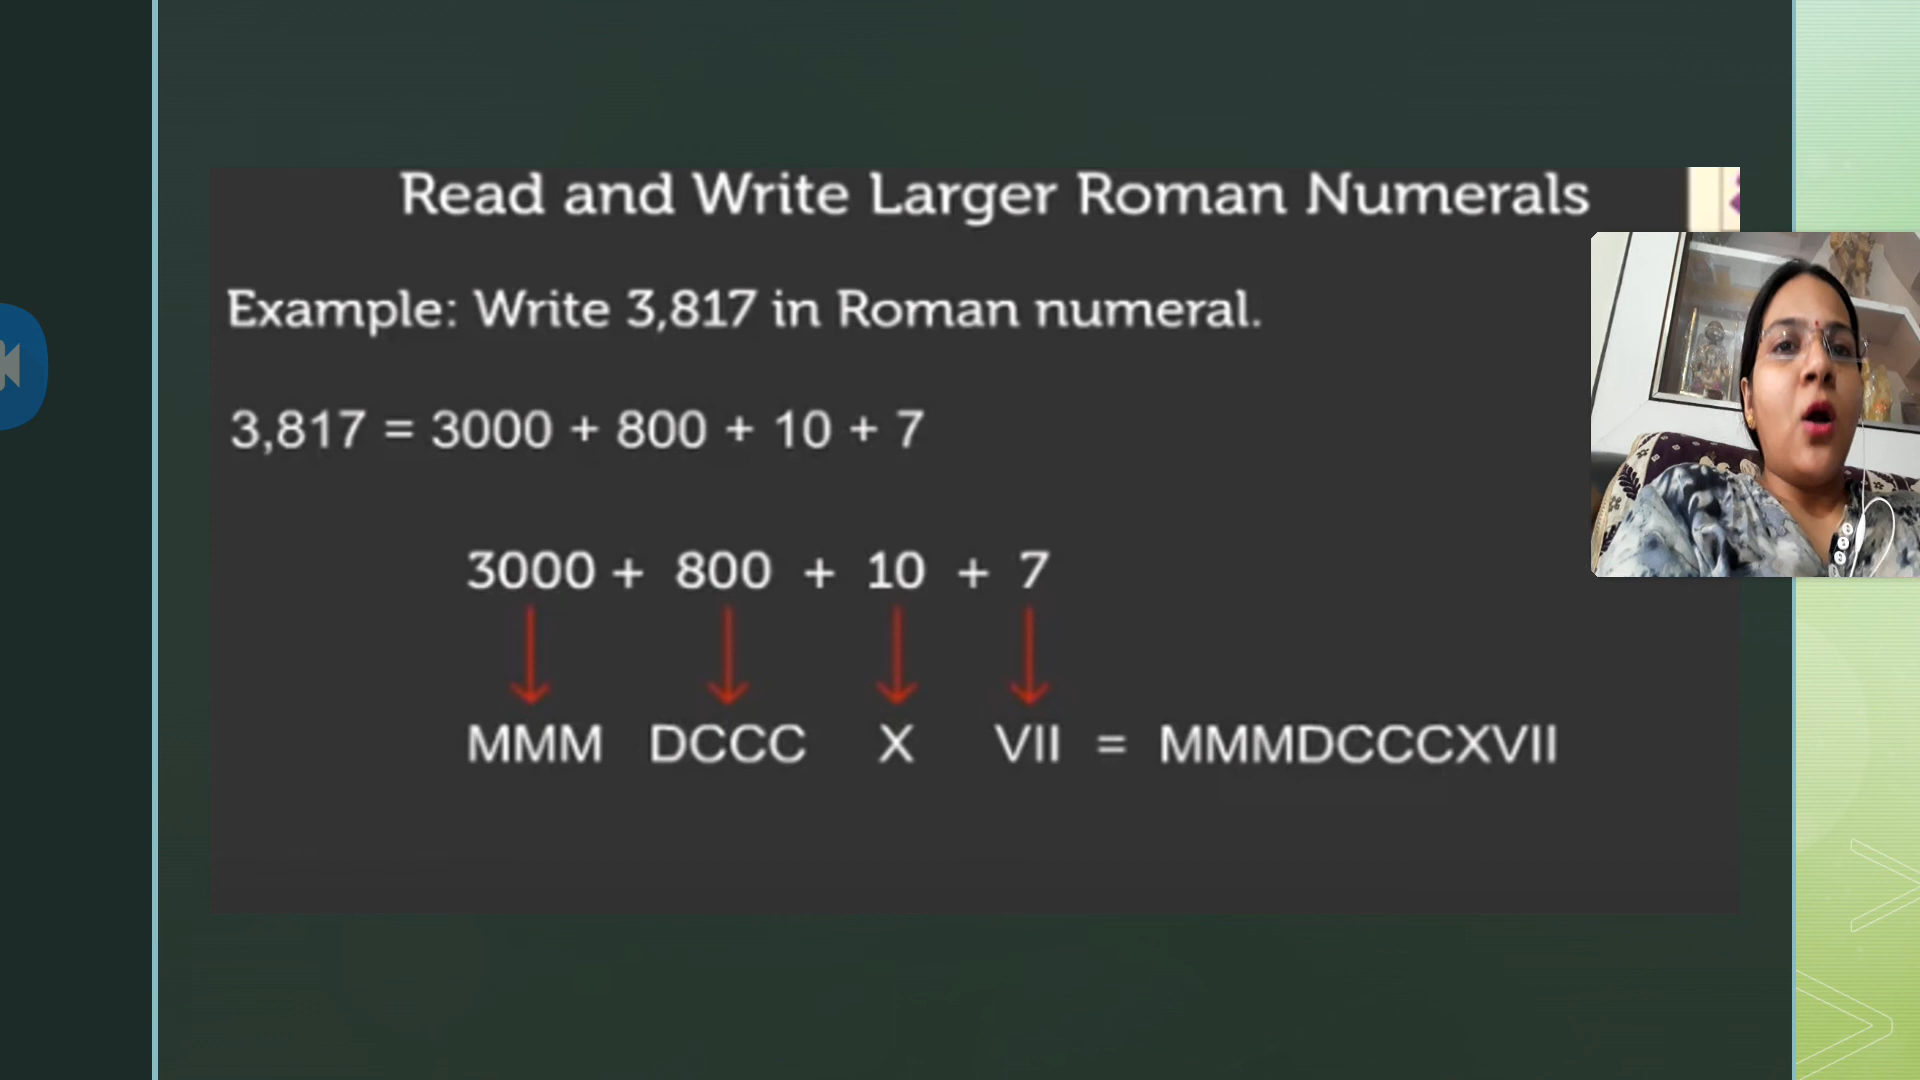 Read and Write Larger Roman Numerals
Example: Write 3,817 in Roman numeral.
3,817 = 3000 + 800 + 10 + 7
3000 + 800 + 10 + 7
MMM DCCC X VII = MMMDCCCXVII